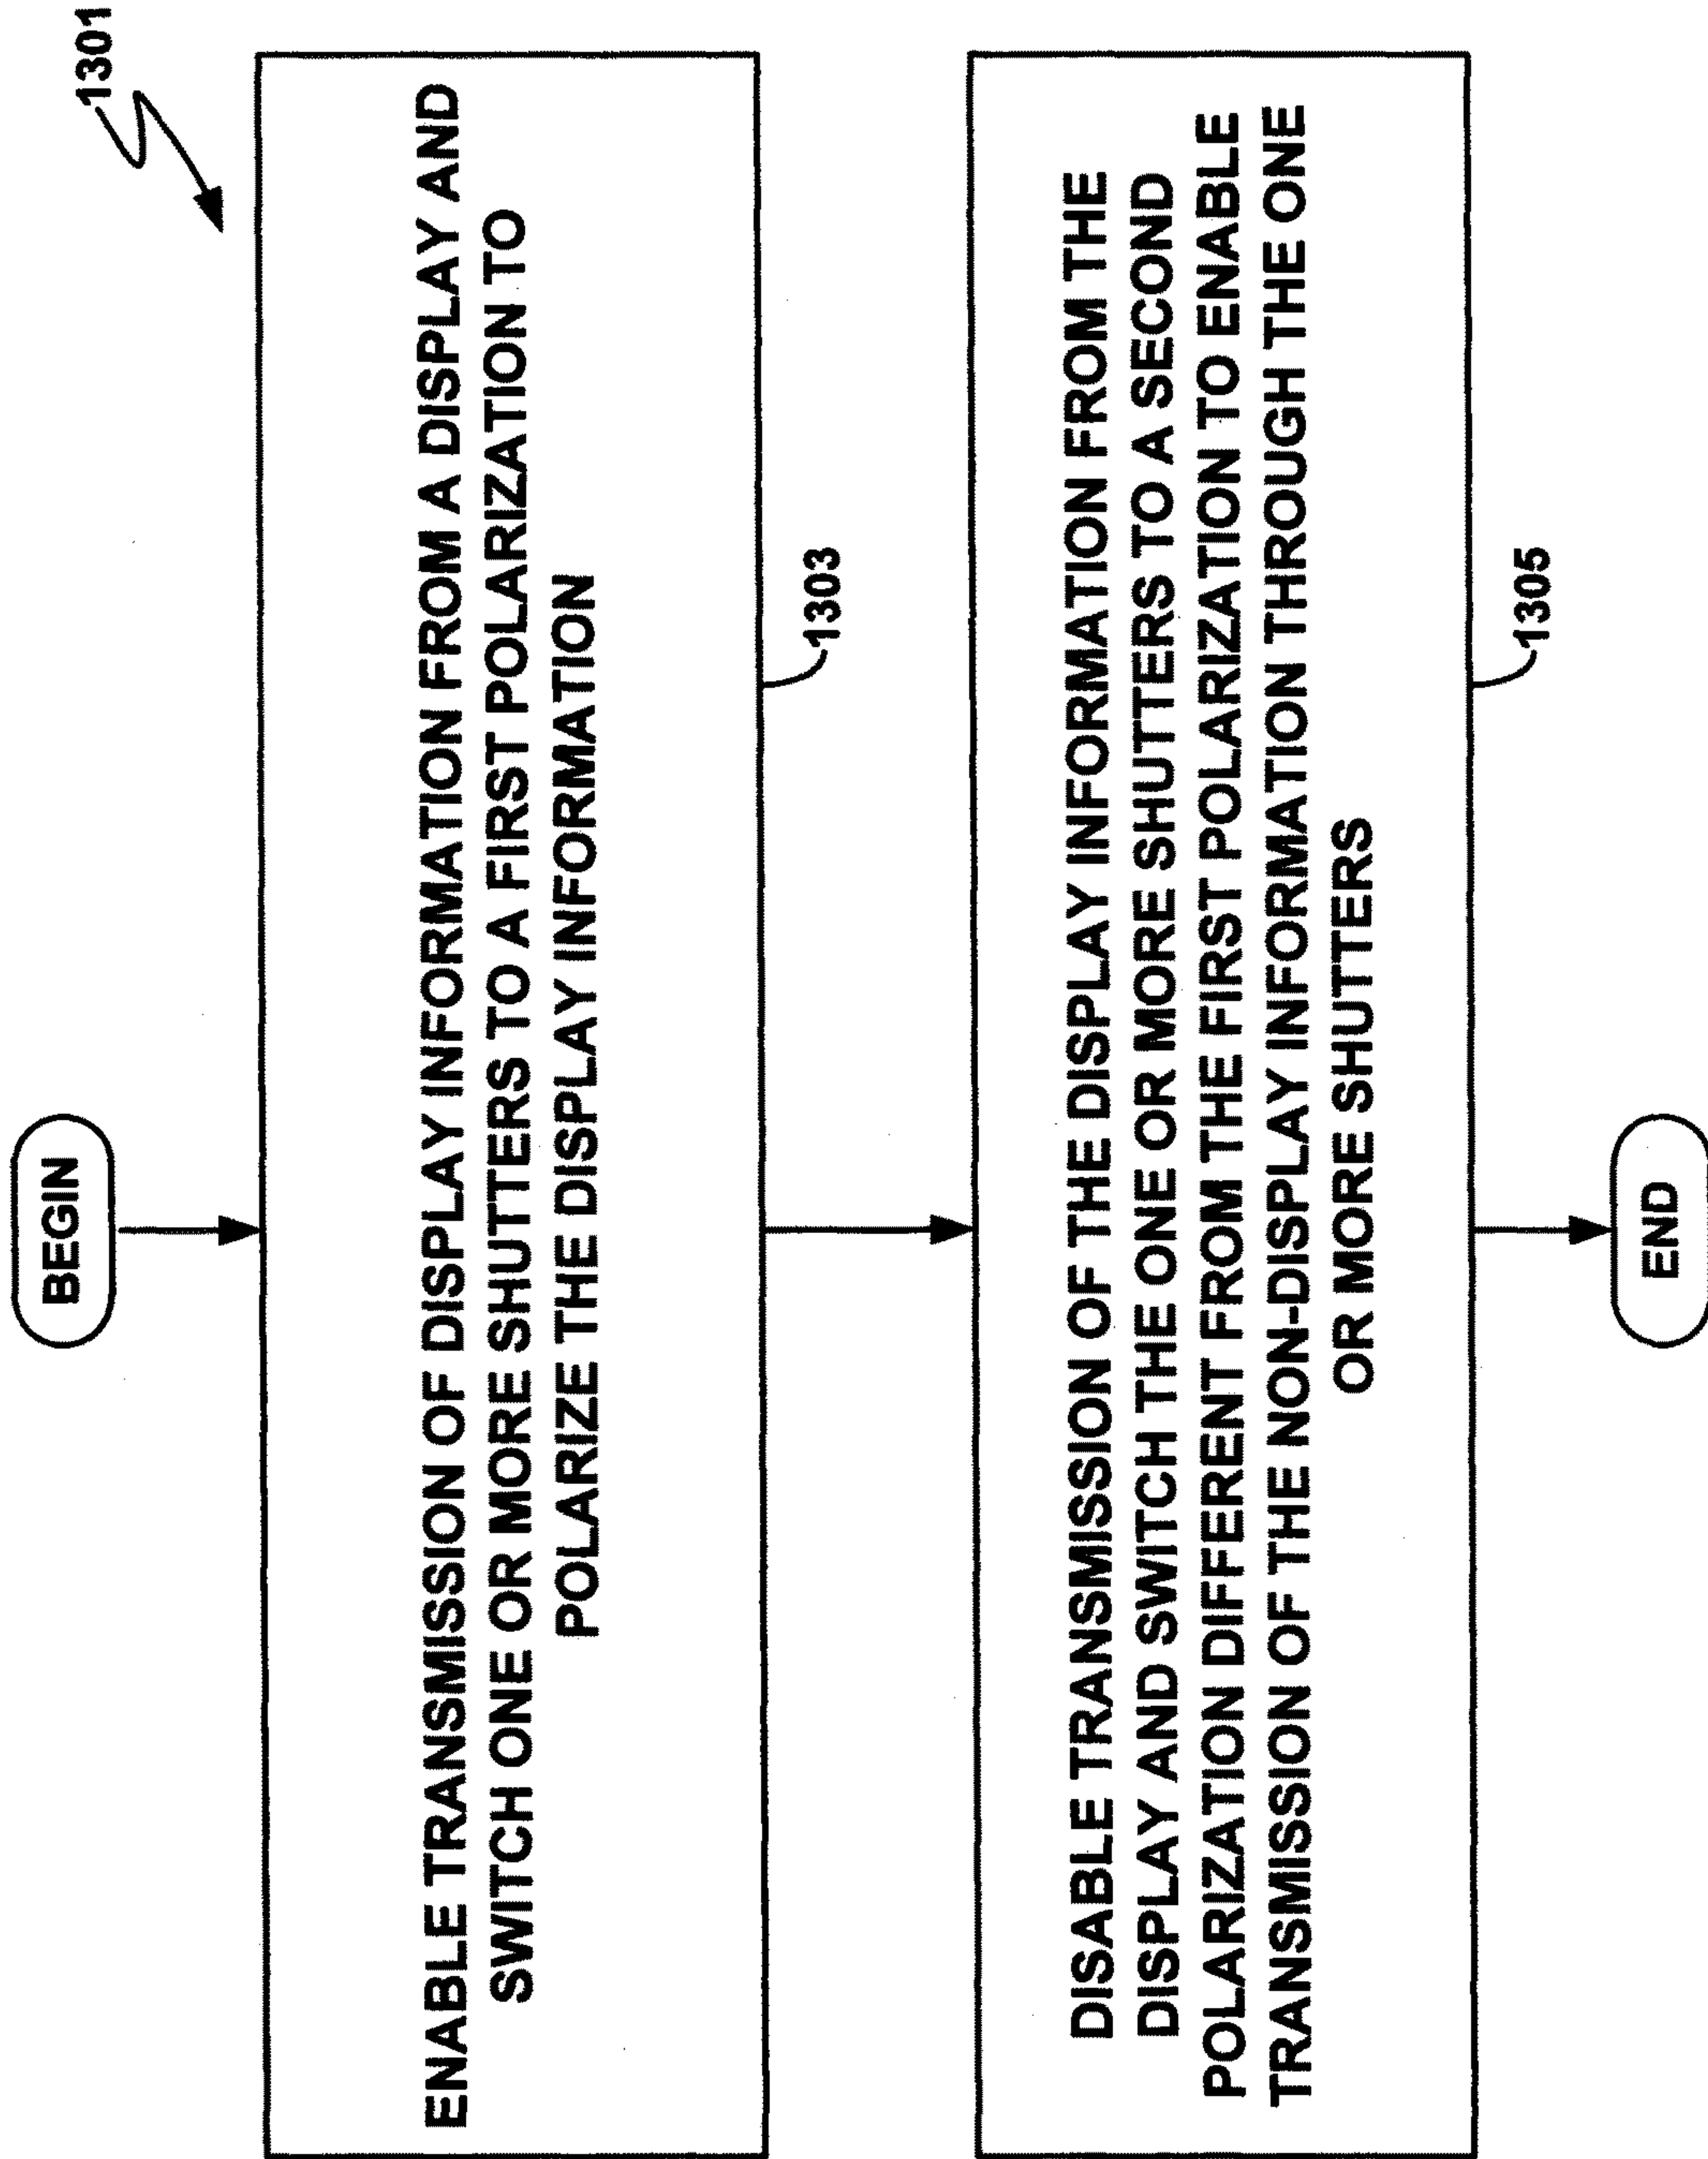 1301
BEGIN
ENABLE TRANSMISSION OF DISPLAY INFORMATION FROM A DISPLAY AND
SWITCH ONE OR MORE SHUTTERS TO A FIRST POLARIZATION TO
POLARIZE THE DISPLAY INFORMATION
1303
DISABLE TRANSMISSION OF THE DISPLAY INFORMATION FROM THE
DISPLAY AND SWITCH THE ONE OR MORE SHUTTERS TO A SECOND
POLARIZATION DIFFERENT FROM THE FIRST POLARIZATION TO ENABLE
TRANSMISSION OF THE NON-DISPLAY INFORMATION THROUGH THE ONE
OR MORE SHUTTERS
1305
END